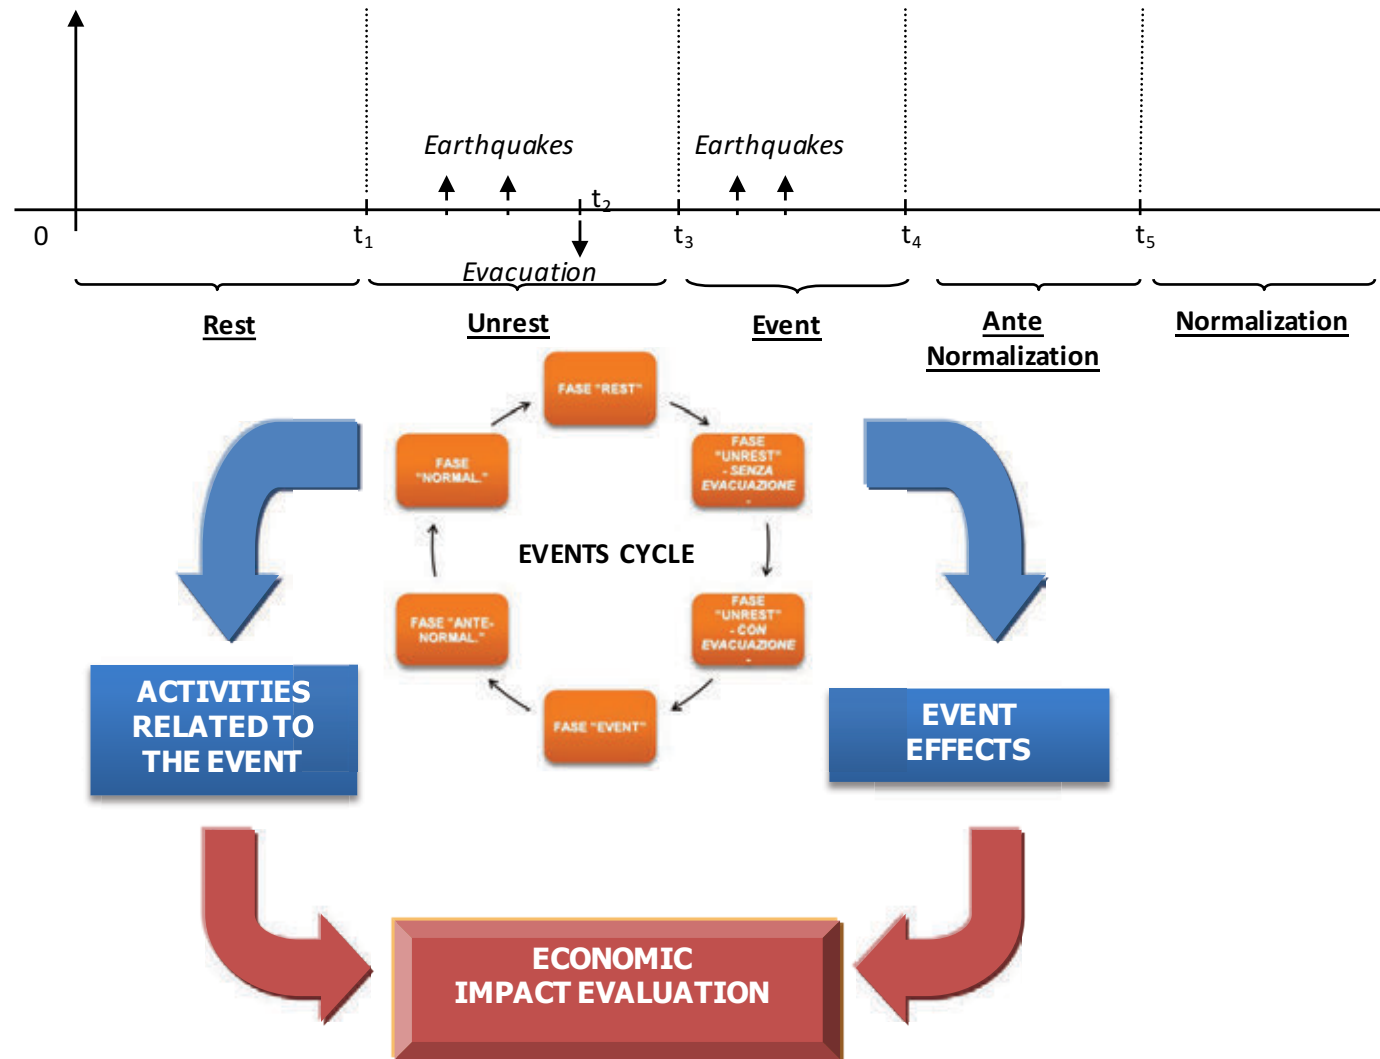 Earthquakes
Earthquakes
t2
0
t1
t3
t4
t5
Evacuation
Rest
Unrest
Event
Ante
Normalization
Normalization
FASE "REST"
FASE
"UNREST"
- SENZA
EVACUAZIONE
-
FASE
"NORMAL."
EVENTS CYCLE
FASE "ANTE-
NORMAL."
FASE
"UNREST"
- CON
EVACUAZIONE
-
FASE "EVENT"
ACTIVITIES
RELATED TO
THE EVENT
EVENT
EFFECTS
ECONOMIC
IMPACT EVALUATION